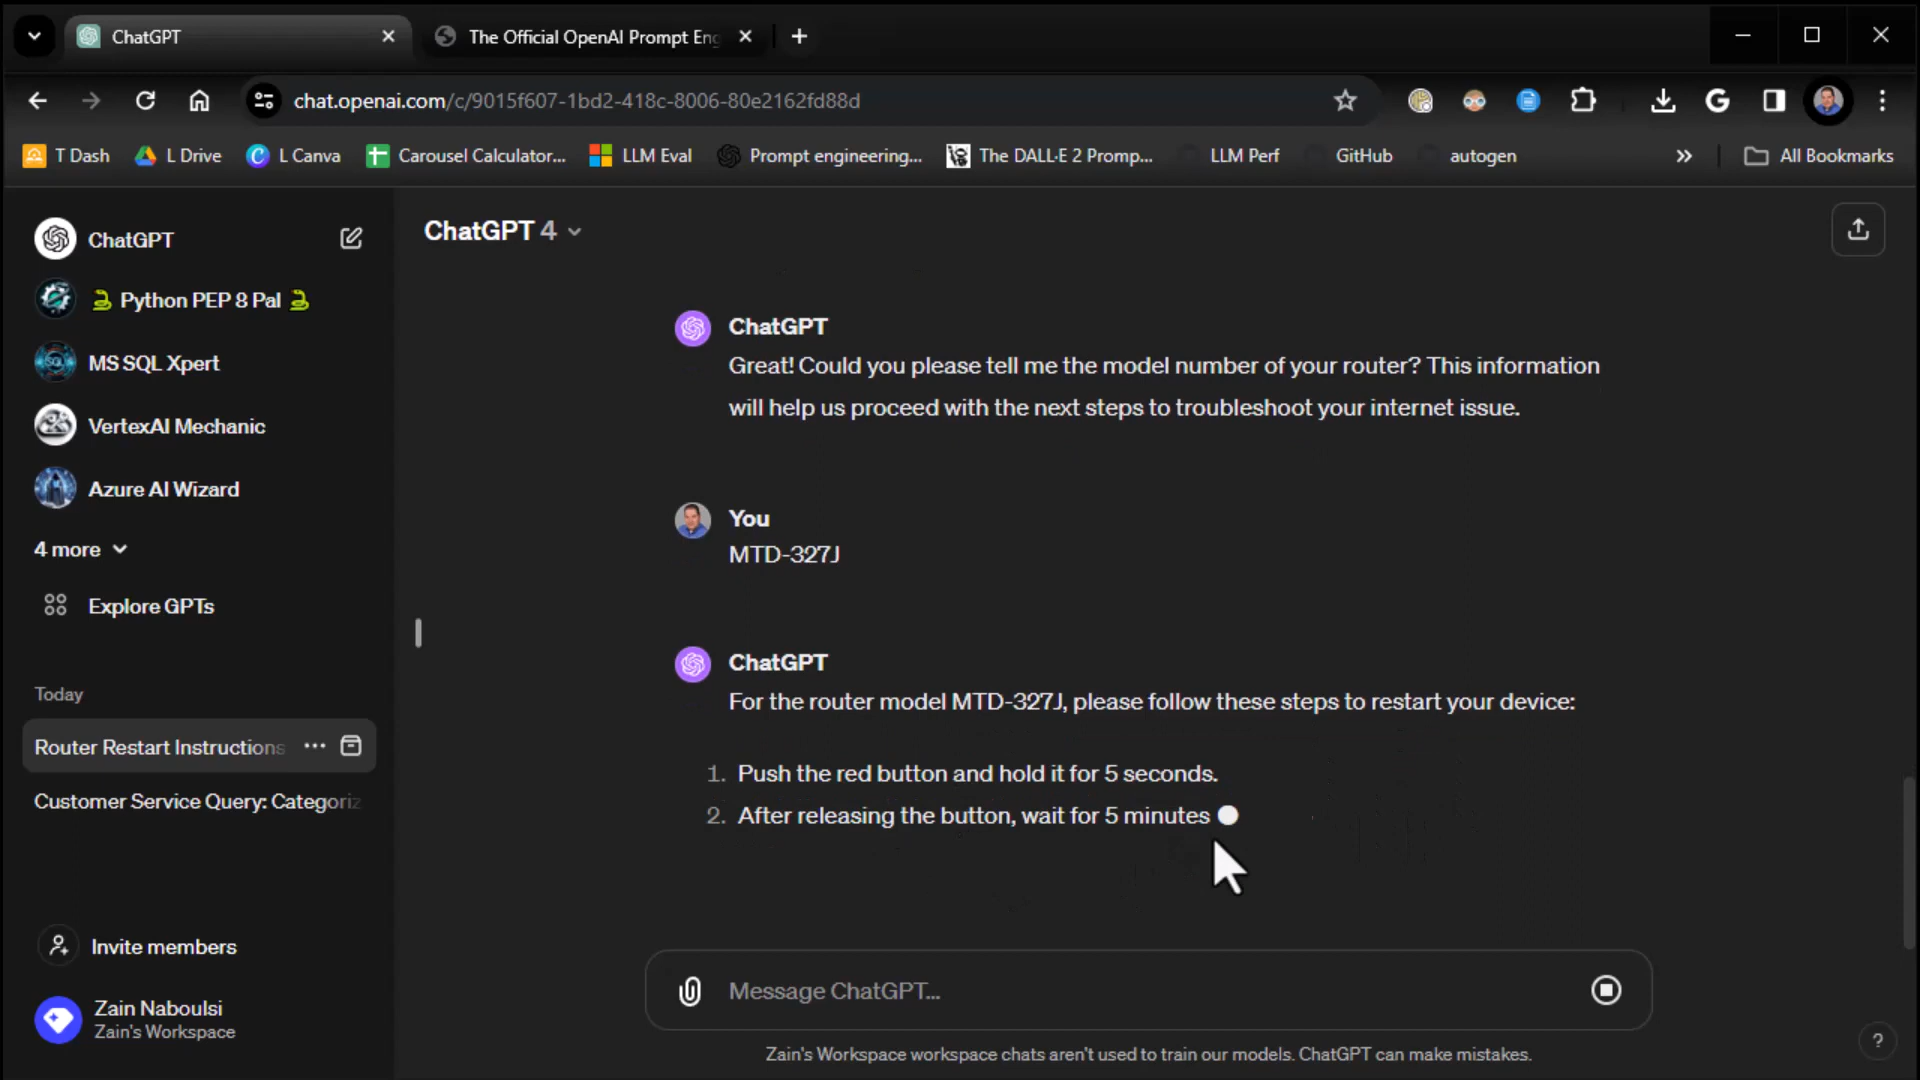 ChatGPT
The Official OpenAI Prompt Eng
chat.openai.com/c/9015f607-1bd2-418c-8006-80e2162fd88d
T Dash
L Drive
L Canva
Carousel Calculator...
LLM Eval
Prompt engineering...
The DALL·E 2 Promp...
LLM Perf
GitHub
autogen
All Bookmarks
ChatGPT
Python PEP 8 Pal
MS SQL Xpert
VertexAI Mechanic
Azure AI Wizard
4 more
Explore GPTs
Today
Router Restart Instructions
Customer Service Query: Categoriz
Invite members
Zain Naboulsi
Zain's Workspace
ChatGPT 4
ChatGPT
Great! Could you please tell me the model number of your router? This information
will help us proceed with the next steps to troubleshoot your internet issue.
You
MTD-327J
ChatGPT
For the router model MTD-327J, please follow these steps to restart your device:
1. Push the red button and hold it for 5 seconds.
2. After releasing the button, wait for 5 minutes
Message ChatGPT...
Zain's Workspace workspace chats aren't used to train our models. ChatGPT can make mistakes.
?